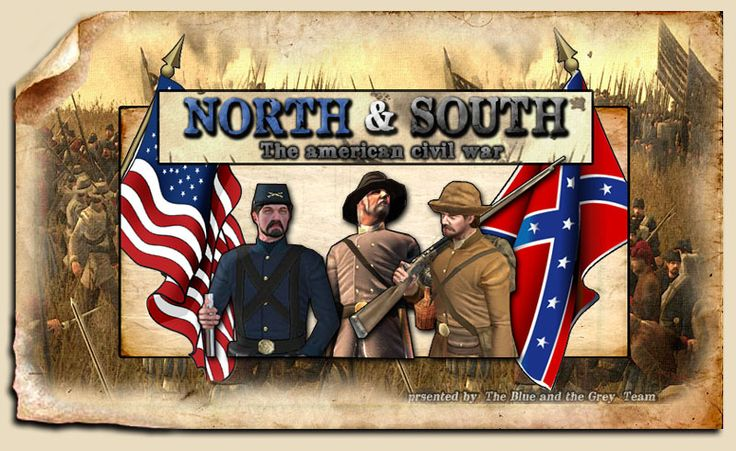 NORTH & SOUTH
The american civil war
prsented by The Blue and the Grey Team